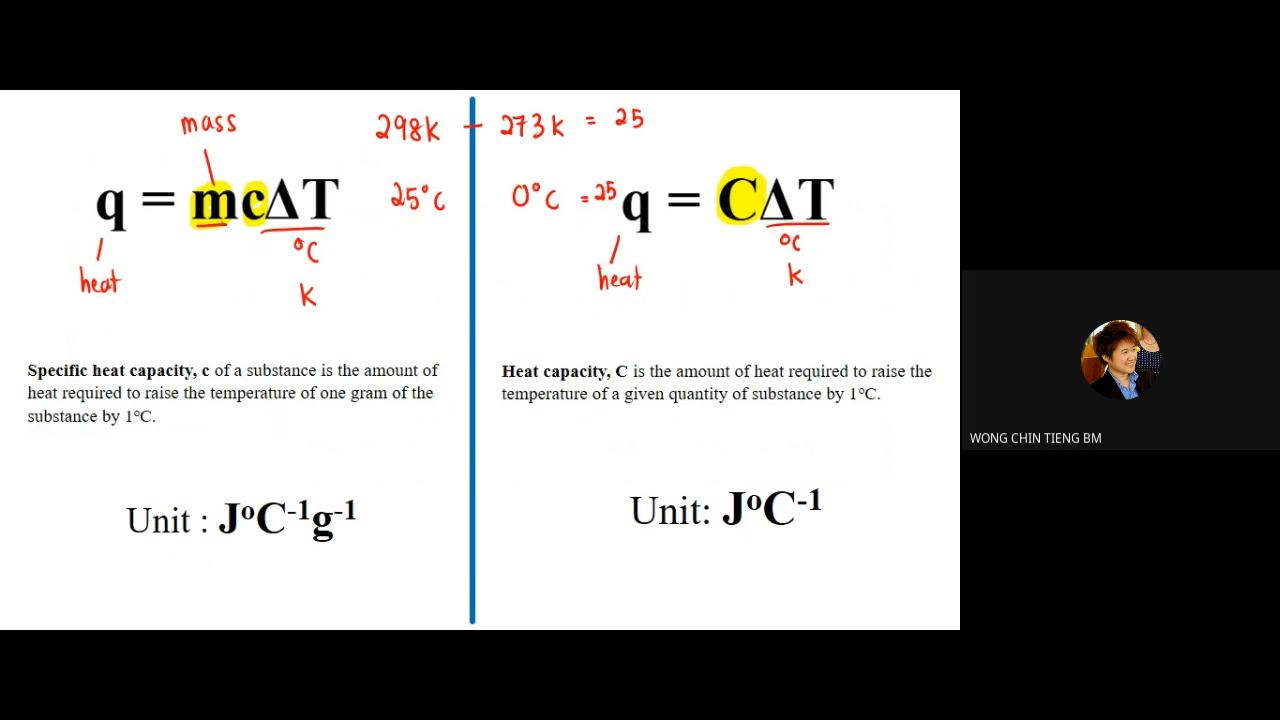 mass
298k - 273k = 25
q = mcΔT
25°C 0°C = 25
q = CΔT
°C
heat
k
°C
heat
k
Specific heat capacity, c of a substance is the amount of
heat required to raise the temperature of one gram of the
substance by 1°C.
Heat capacity, C is the amount of heat required to raise the
temperature of a given quantity of substance by 1°C.
Unit : J°C⁻¹g⁻¹
Unit: J°C⁻¹
WONG CHIN TIENG BM